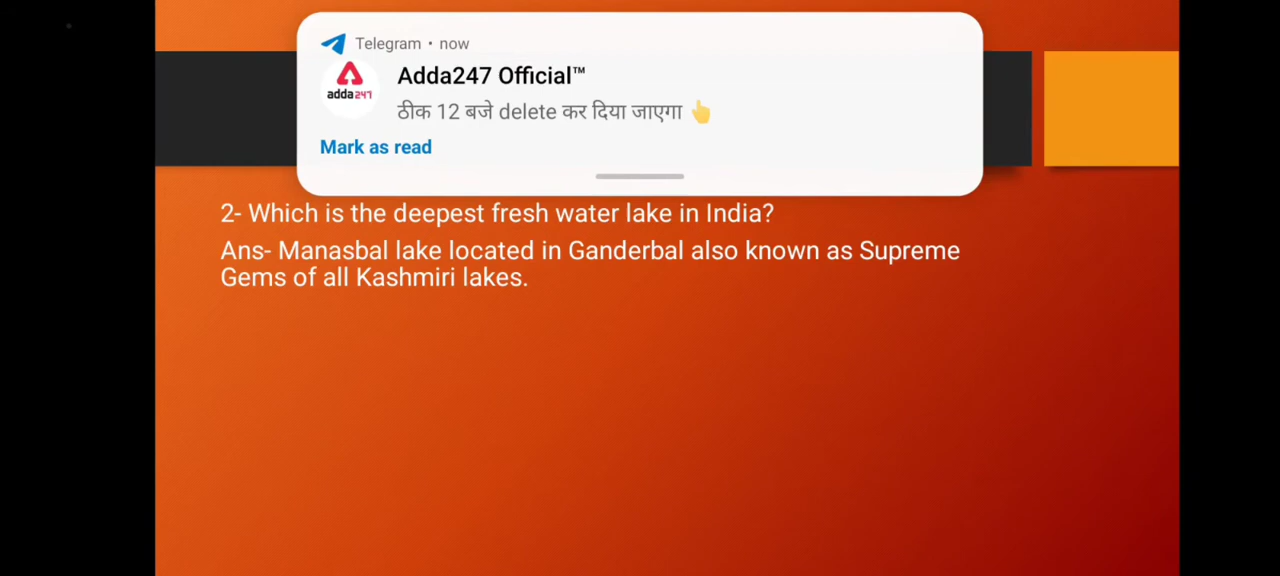 Telegram • now
Adda247 Official™
adda247
ठीक 12 बजे delete कर दिया जाएगा 👆
Mark as read
2- Which is the deepest fresh water lake in India?
Ans- Manasbal lake located in Ganderbal also known as Supreme
Gems of all Kashmiri lakes.